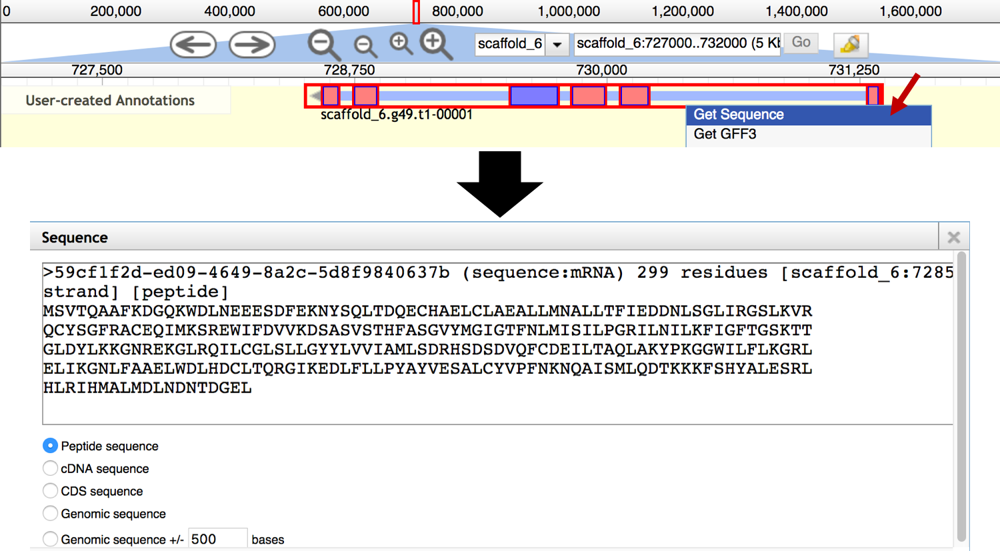 0 200,000 400,000 600,000 800,000 1,000,000 1,200,000 1,400,000 1,600,000
scaffold_6 scaffold_6:727000..732000 (5 Kb Go
727,500 728,750 730,000 731,250
User-created Annotations
scaffold_6.g49.t1-00001
Get Sequence
Get GFF3
Sequence
>59cf1f2d-ed09-4649-8a2c-5d8f9840637b (sequence:mRNA) 299 residues [scaffold_6:7285
strand] [peptide]
MSVTQAAFKDGQKWDLNEEESDFEKNYSQLTDQECHAELCLAEALLMNALLTFIEDDNLSGLIRGSLKVR
QCYSGFRACEQIMKSREWIFDVVKDSASVSTHFASGVYMGIGTFNLMISILPGRILNILKFIGFTGSKTT
GLDYLKKGNREKGLRQILCGLSLLGYYLVVIAMLSDRHSDSDVQFCDEILTAQLAKYPKGGWILFLKGRL
ELIKGNLFAAELWDLHDCLTQRGIKEDLFLLPYAYVESALCYVPFNKNQAISMLQDTKKKFSHYALESRL
HLRIHMALMDLNDNTDGEL
Peptide sequence
cDNA sequence
CDS sequence
Genomic sequence
Genomic sequence +/- 500 bases